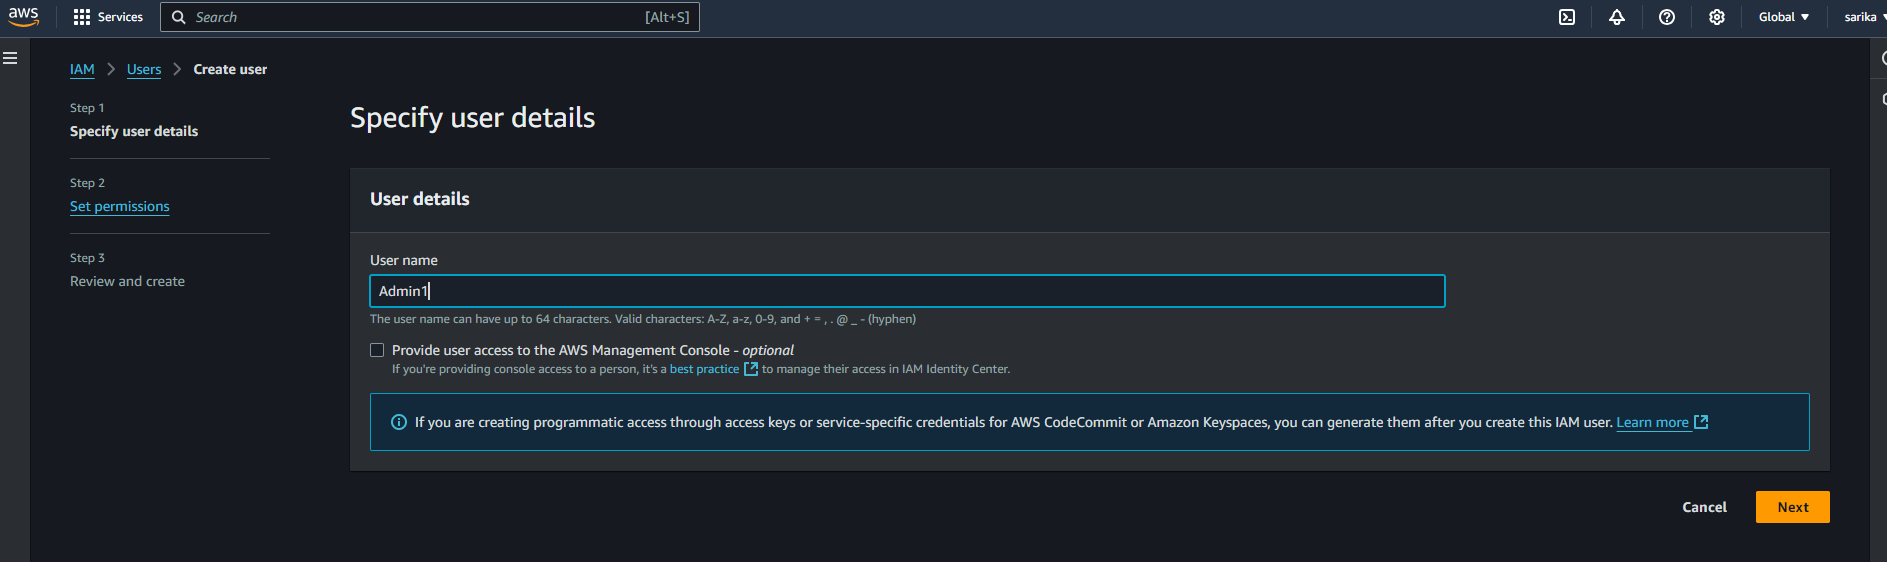 aws Services Search [Alt+S] Global sarika
IAM Users Create user
Step 1
Specify user details
Step 2
Set permissions
Step 3
Review and create
Specify user details
User details
User name
Admin1
The user name can have up to 64 characters. Valid characters: A-Z, a-z, 0-9, and + = , . @ _ - (hyphen)
Provide user access to the AWS Management Console - optional
If you're providing console access to a person, it's a best practice to manage their access in IAM Identity Center.
If you are creating programmatic access through access keys or service-specific credentials for AWS CodeCommit or Amazon Keyspaces, you can generate them after you create this IAM user. Learn more
Cancel Next